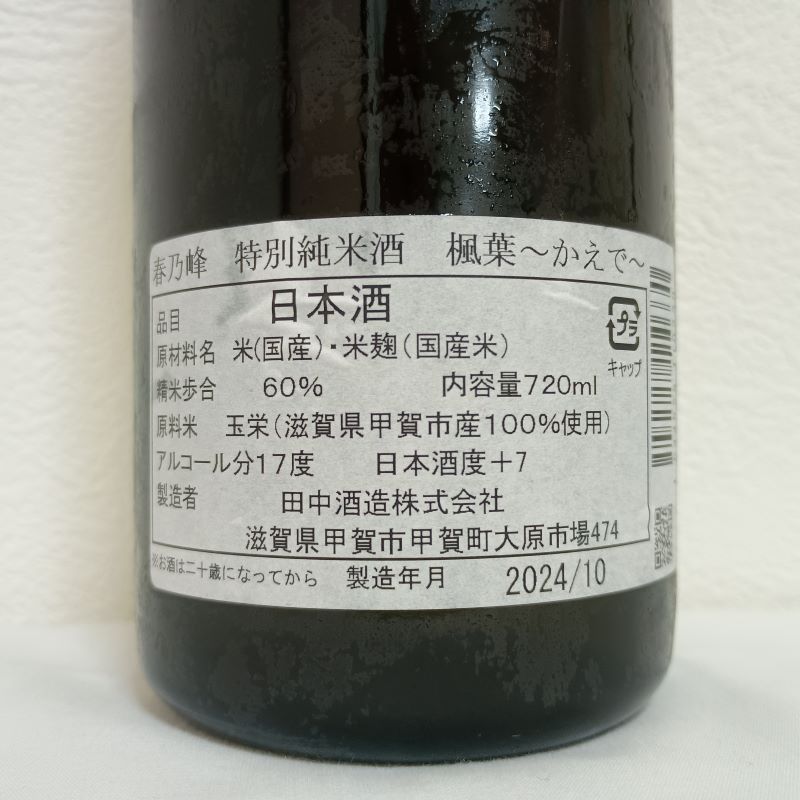 春乃峰 特別純米酒 楓葉～かえで～
品目 日本酒
原材料名 米(国産)・米麹(国産米)
プラ
キャップ
精米歩合 60% 内容量720ml
原料米 玉栄(滋賀県甲賀市産100%使用)
アルコール分17度 日本酒度+7
製造者 田中酒造株式会社
滋賀県甲賀市甲賀町大原市場474
※お酒は二十歳になってから 製造年月 2024/10